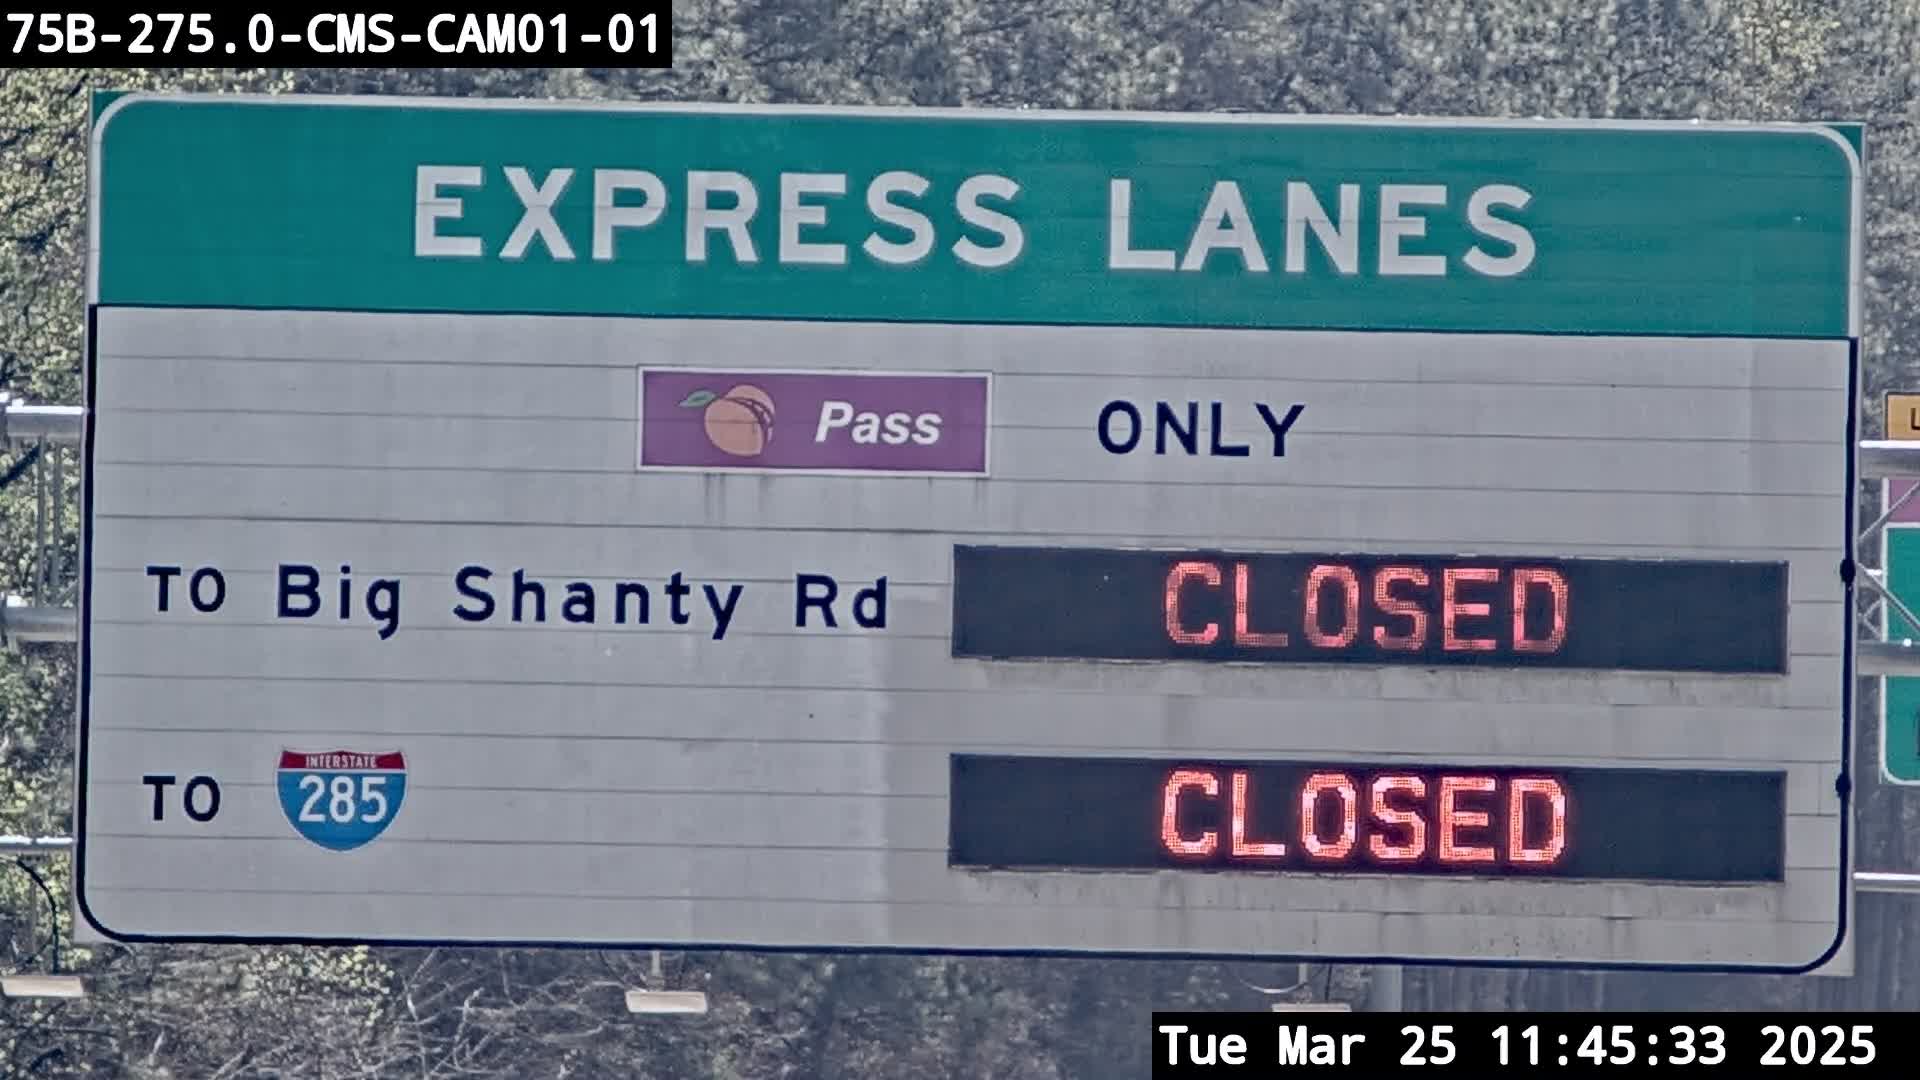 75B-275.0-CMS-CAM01-01
EXPRESS LANES
Pass ONLY
TO Big Shanty Rd CLOSED
TO INTERSTATE 285 CLOSED
Tue Mar 25 11:45:33 2025